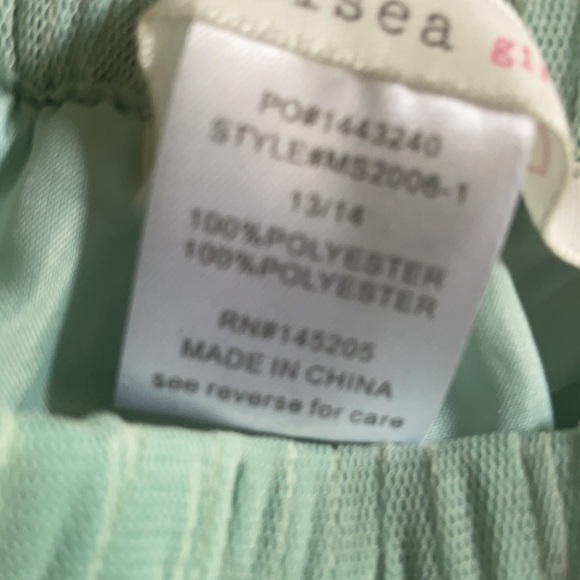 sea
PO#1443240
STYLE#MS2006-1
13/14
100%POLYESTER
100%POLYESTER
RN#145205
MADE IN CHINA
see reverse for care